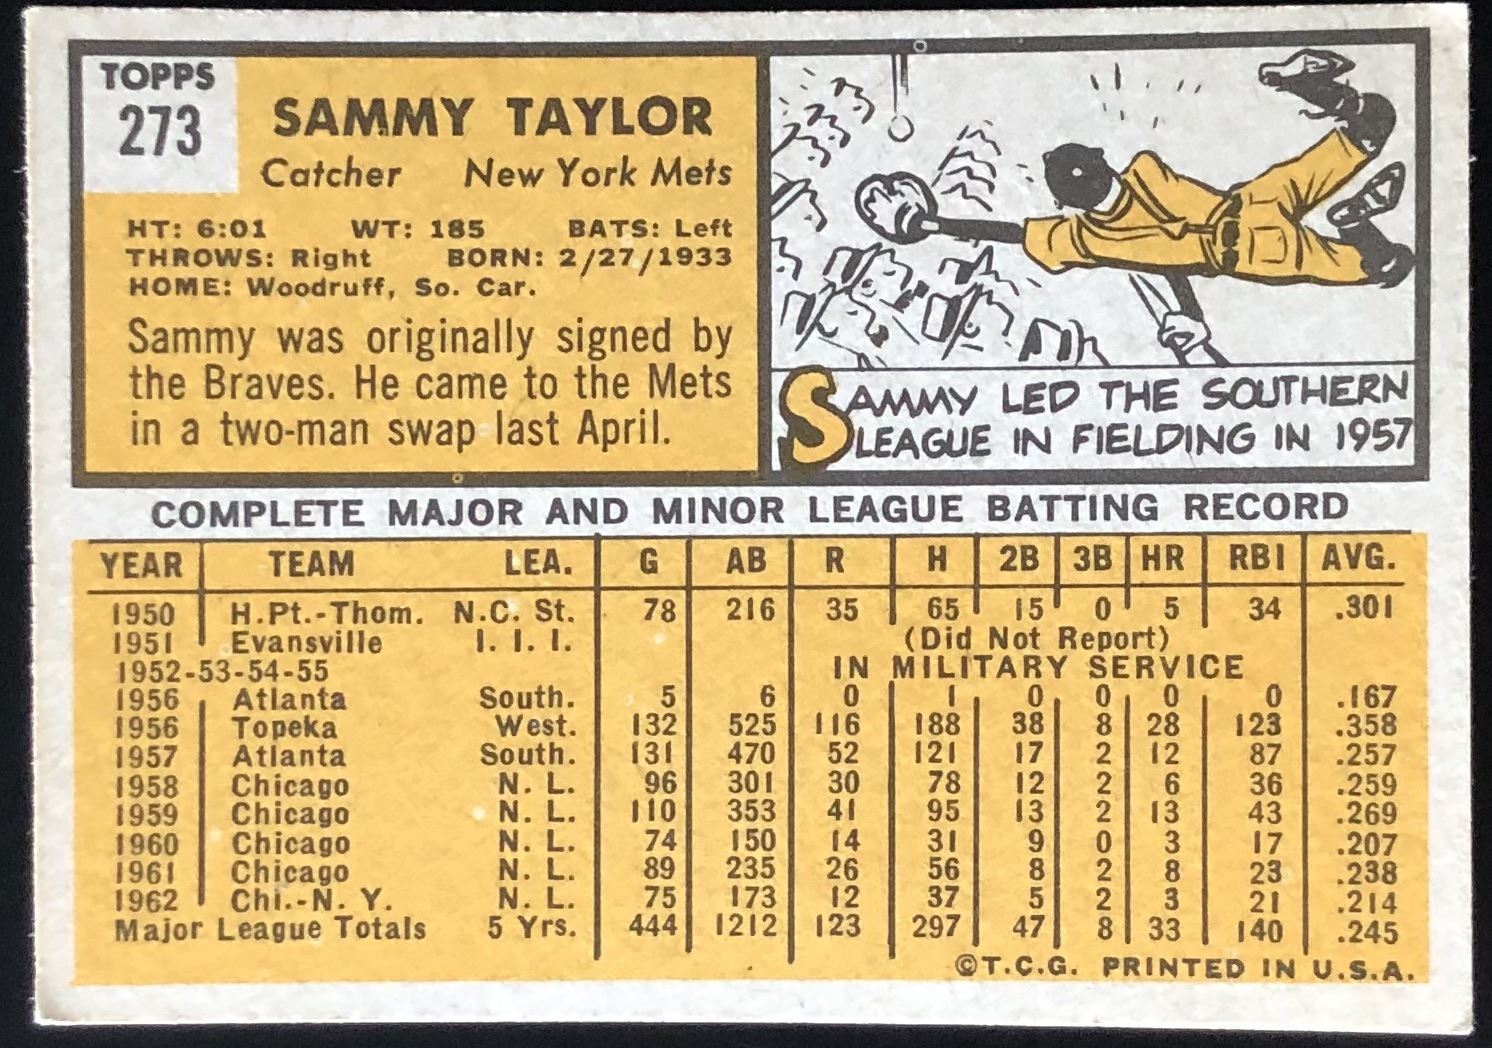 TOPPS
273
SAMMY TAYLOR
Catcher New York Mets
HT: 6:01 WT: 185 BATS: Left
THROWS: Right BORN: 2/27/1933
HOME: Woodruff, So. Car.
Sammy was originally signed by
the Braves. He came to the Mets
in a two-man swap last April.
SAMMY LED THE SOUTHERN
LEAGUE IN FIELDING IN 1957
COMPLETE MAJOR AND MINOR LEAGUE BATTING RECORD
YEAR TEAM LEA. G AB R H 2B 3B HR RBI AVG.
1950 H.Pt.-Thom. N.C. St. 78 216 35 65 15 0 5 34 .301
1951 Evansville I. I. I. (Did Not Report)
1952-53-54-55 IN MILITARY SERVICE
1956 Atlanta South. 5 6 0 1 0 0 0 0 .167
1956 Topeka West. 132 525 116 188 38 8 28 123 .358
1957 Atlanta South. 131 470 52 121 17 2 12 87 .257
1958 Chicago N. L. 96 301 30 78 12 2 6 36 .259
1959 Chicago N. L. 110 353 41 95 13 2 13 43 .269
1960 Chicago N. L. 74 150 14 31 9 0 3 17 .207
1961 Chicago N. L. 89 235 26 56 8 2 8 23 .238
1962 Chi.-N. Y. N. L. 75 173 12 37 5 2 3 21 .214
Major League Totals 5 Yrs. 444 1212 123 297 47 8 33 140 .245
©T.C.G. PRINTED IN U.S.A.